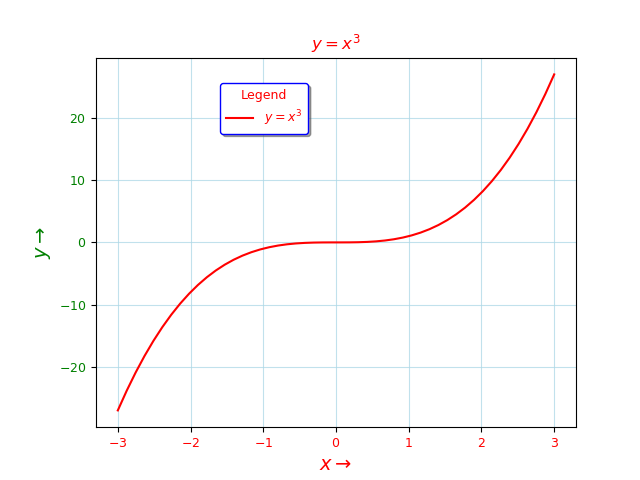 y = x³
Legend
y = x³
20
10
0
−10
−20
y →
−3 −2 −1 0 1 2 3
x →